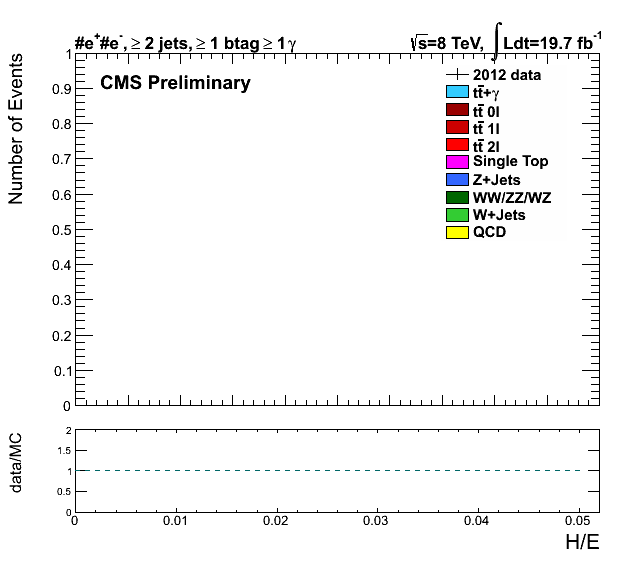 #e⁺#e⁻, ≥ 2 jets, ≥ 1 btag ≥ 1 γ
√s=8 TeV, ∫Ldt=19.7 fb⁻¹
CMS Preliminary
Number of Events
1
0.9
0.8
0.7
0.6
0.5
0.4
0.3
0.2
0.1
0
2012 data
tt̄+γ
tt̄ 0l
tt̄ 1l
tt̄ 2l
Single Top
Z+Jets
WW/ZZ/WZ
W+Jets
QCD
data/MC
2
1.5
1
0.5
0
0 0.01 0.02 0.03 0.04 0.05
H/E